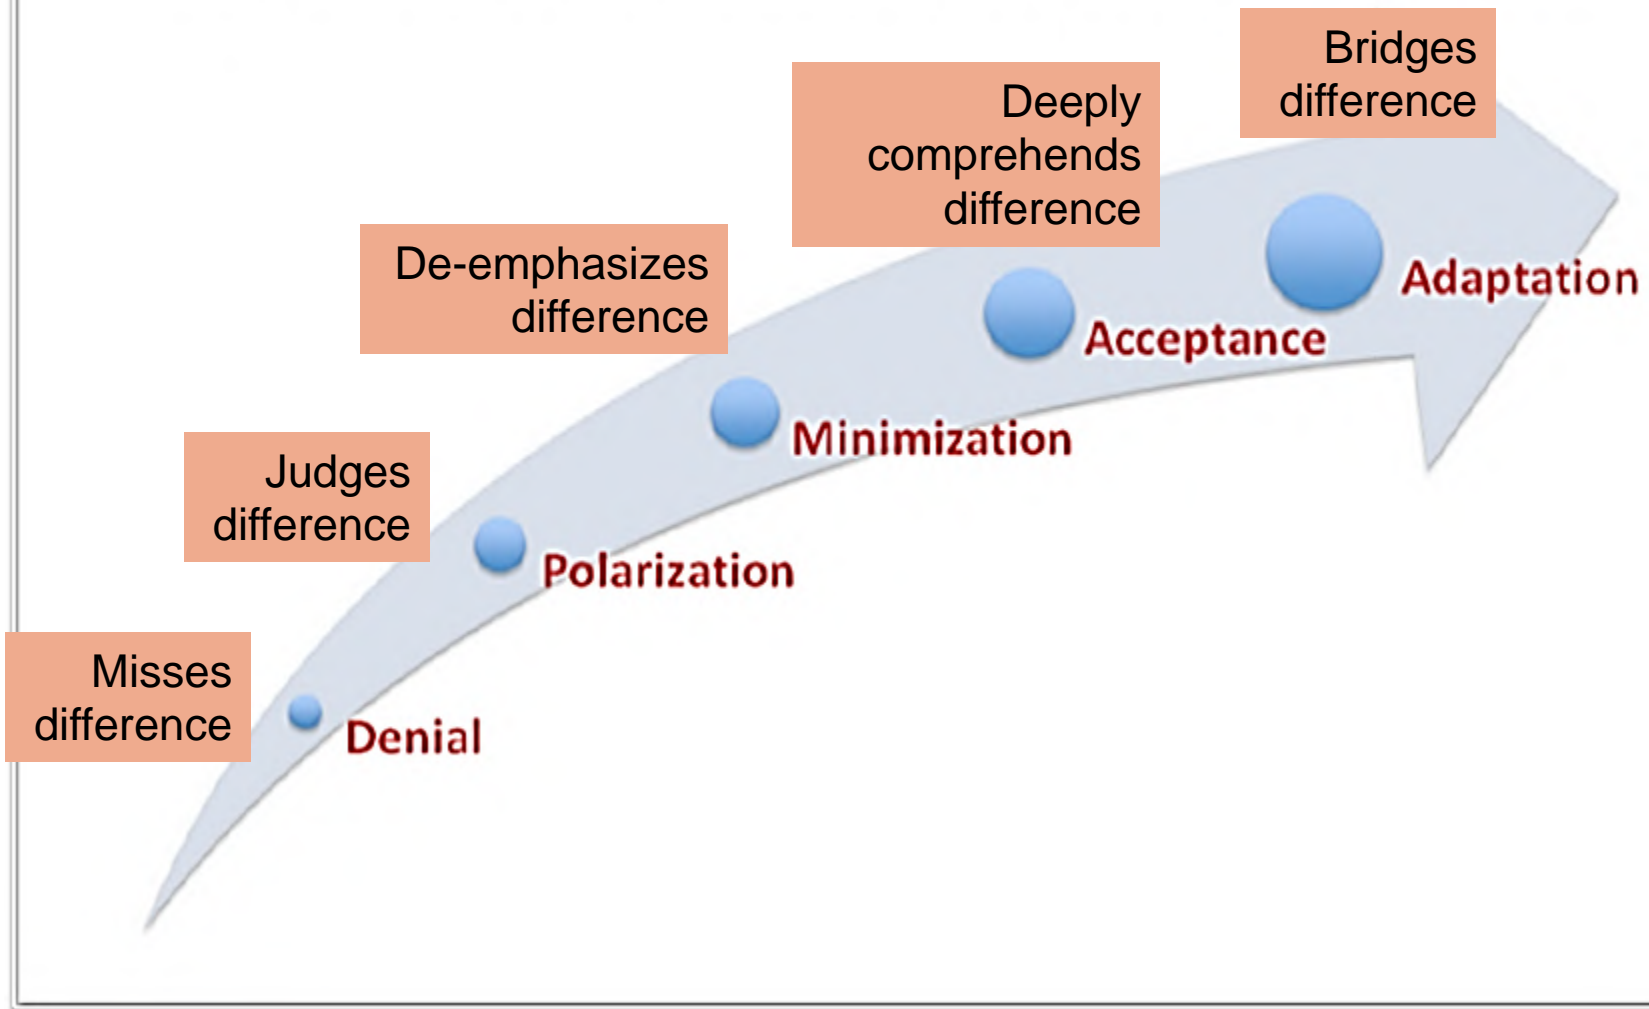 Bridges
difference
Deeply
comprehends
difference
Adaptation
De-emphasizes
difference
Acceptance
Minimization
Judges
difference
Polarization
Misses
difference
Denial